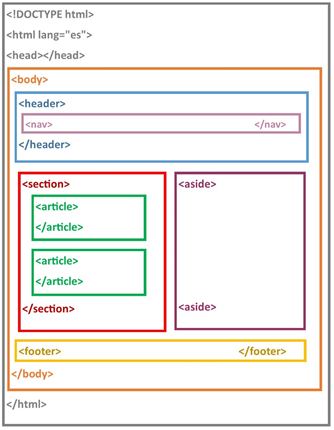 <!DOCTYPE html>
<html lang="es">
<head></head>
<body>
<header>
<nav> </nav>
</header>
<section>
<article>
</article>
<article>
</article>
</section>
<aside>
<aside>
<footer> </footer>
</body>
</html>